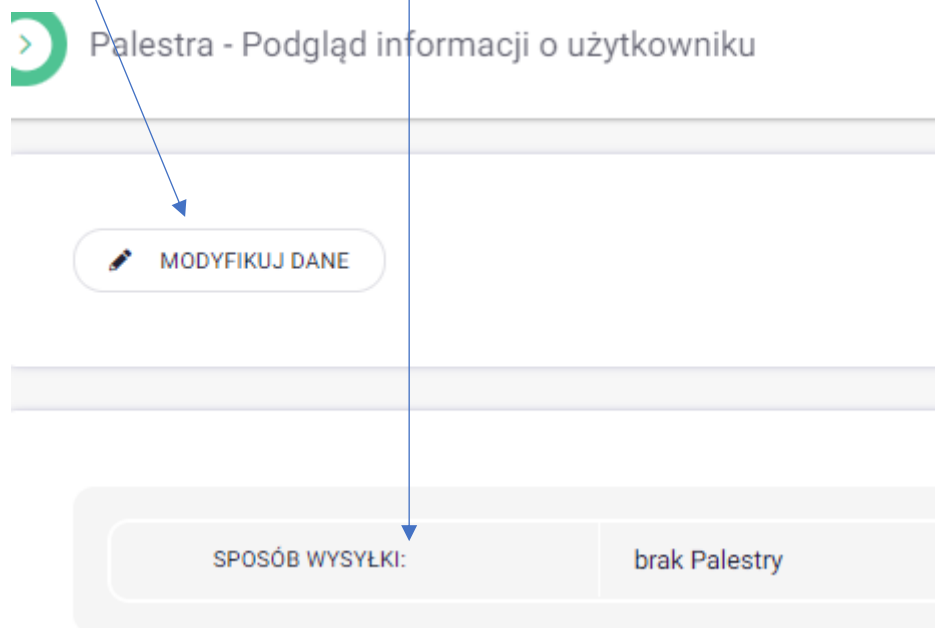 Palestra - Podgląd informacji o użytkowniku
MODYFIKUJ DANE
SPOSÓB WYSYŁKI: brak Palestry